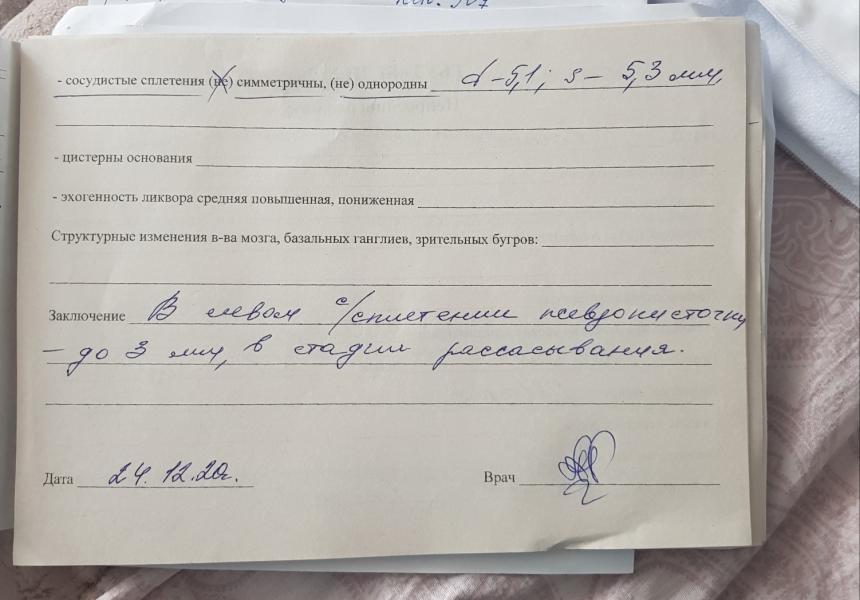 - сосудистые сплетения (не) симметричны, (не) однородны d – 5,1; s – 5,3 мм,
- цистерны основания
- эхогенность ликвора средняя повышенная, пониженная
Структурные изменения в-ва мозга, базальных ганглиев, зрительных бугров:
Заключение В левом с/сплетении псевдокисточки
– до 3 мм, в стадии рассасывания.
Дата 24.12.20г. Врач